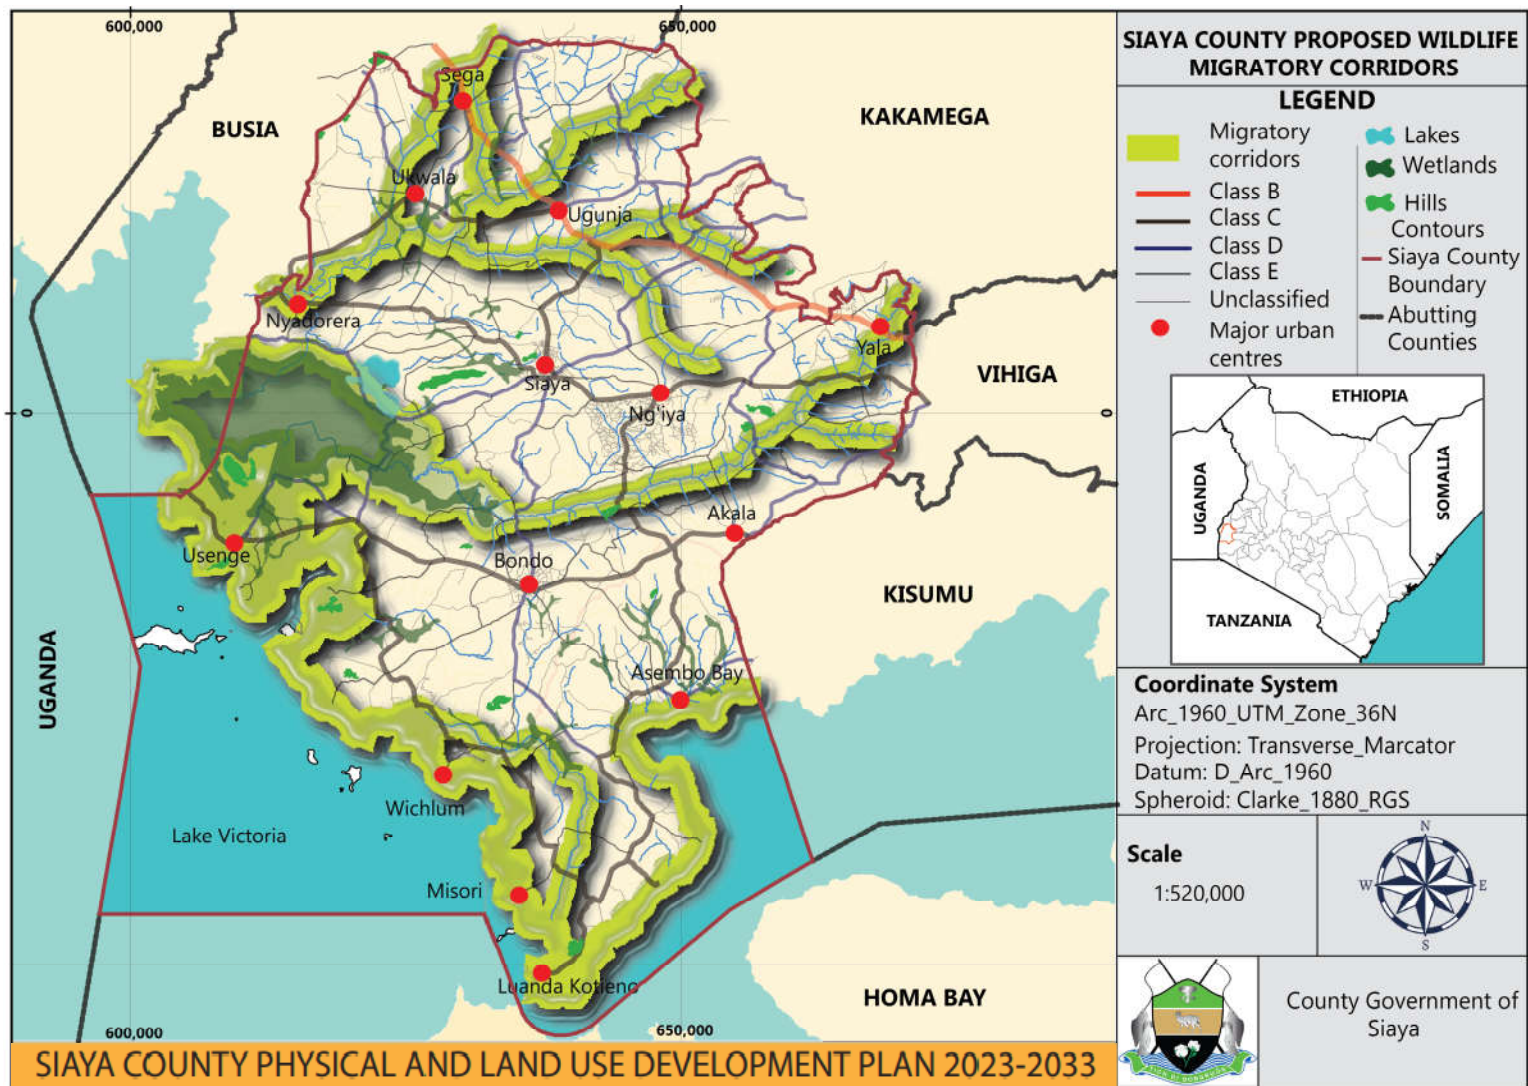 600,000
650,000
Sega
BUSIA
KAKAMEGA
Ukwala
Ugunja
Nyadorera
Yala
Siaya
VIHIGA
Ng'iya
0
0
Akala
Usenge
Bondo
KISUMU
UGANDA
Asembo Bay
Wichlum
Lake Victoria
Misori
Luanda Kotieno
HOMA BAY
600,000
650,000
SIAYA COUNTY PHYSICAL AND LAND USE DEVELOPMENT PLAN 2023-2033
SIAYA COUNTY PROPOSED WILDLIFE
MIGRATORY CORRIDORS
LEGEND
Migratory
corridors
Class B
Class C
Class D
Class E
Unclassified
Major urban
centres
Lakes
Wetlands
Hills
Contours
Siaya County
Boundary
Abutting
Counties
ETHIOPIA
UGANDA
SOMALIA
TANZANIA
Coordinate System
Arc_1960_UTM_Zone_36N
Projection: Transverse_Marcator
Datum: D_Arc_1960
Spheroid: Clarke_1880_RGS
Scale
1:520,000
N
W
E
S
County Government of
Siaya